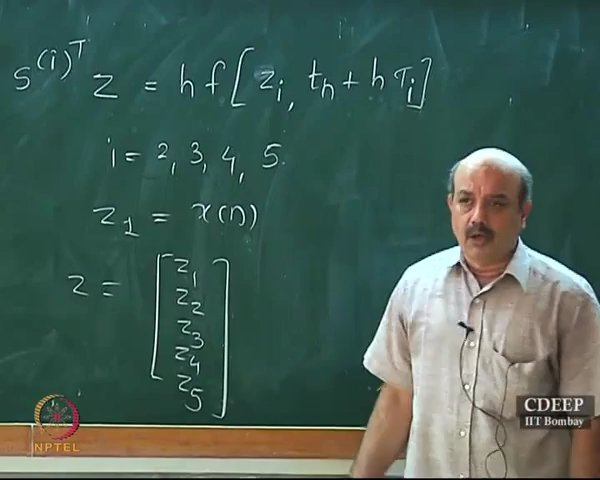 s^(i)T z = h f[z_i, t_n + h τ_i]
i = 2, 3, 4, 5.
z_1 = x(n)
z = [z_1
z_2
z_3
z_4
z_5]
NPTEL
CDEEP
IIT Bombay